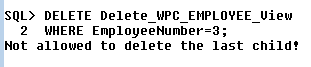 SQL> DELETE Delete_WPC_EMPLOYEE_View
2 WHERE EmployeeNumber=3;
Not allowed to delete the last child!